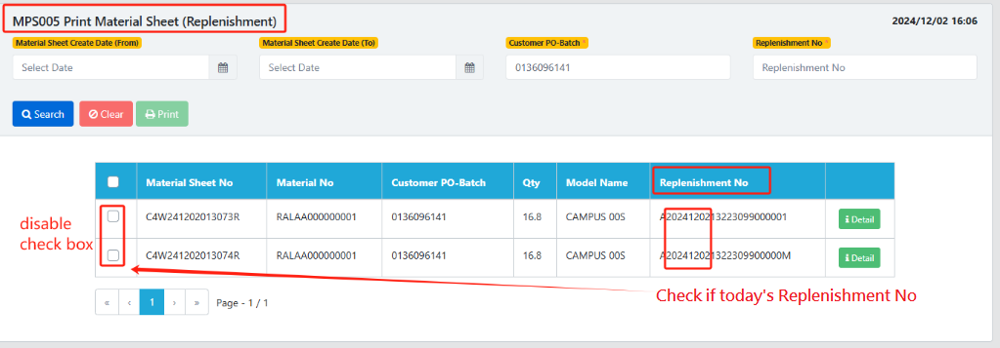 MPS005 Print Material Sheet (Replenishment)
2024/12/02 16:06
Material Sheet Create Date (From)
Material Sheet Create Date (To)
Customer PO-Batch *
Replenishment No *
Select Date
Select Date
0136096141
Replenishment No
Search
Clear
Print
Material Sheet No
Material No
Customer PO-Batch
Qty
Model Name
Replenishment No
C4W241202013073R
RALAA000000001
0136096141
16.8
CAMPUS 00S
A2024120213223099000001
Detail
disable
check box
C4W241202013074R
RALAA000000001
0136096141
16.8
CAMPUS 00S
A202412021322309900000M
Detail
« ‹ 1 › » Page - 1 / 1
Check if today's Replenishment No